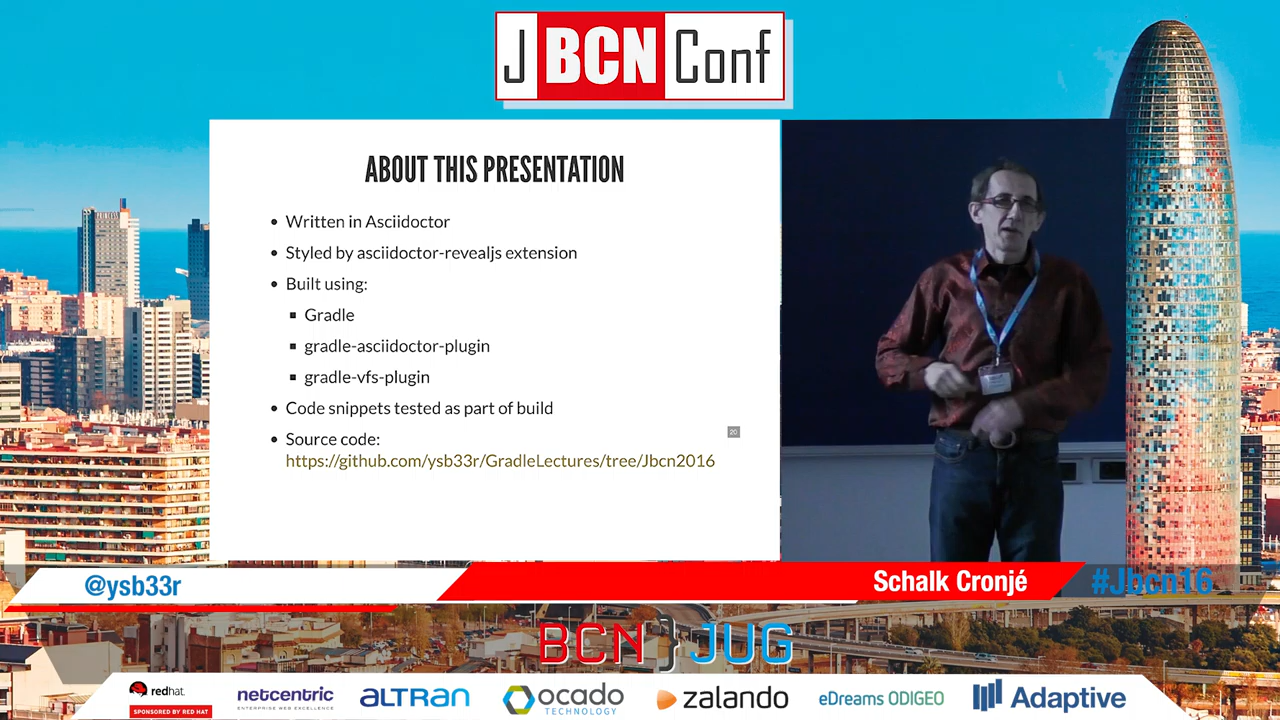 J BCN Conf
ABOUT THIS PRESENTATION
Written in Asciidoctor
Styled by asciidoctor-revealjs extension
Built using:
Gradle
gradle-asciidoctor-plugin
gradle-vfs-plugin
Code snippets tested as part of build
20
Source code:
https://github.com/ysb33r/GradleLectures/tree/Jbcn2016
@ysb33r
Schalk Cronjé
#Jbcn16
BCN JUG
redhat.
SPONSORED BY RED HAT
netcentric
ENTERPRISE WEB EXCELLENCE
ALTRAN
ocado
TECHNOLOGY
zalando
eDreams ODIGEO
Adaptive